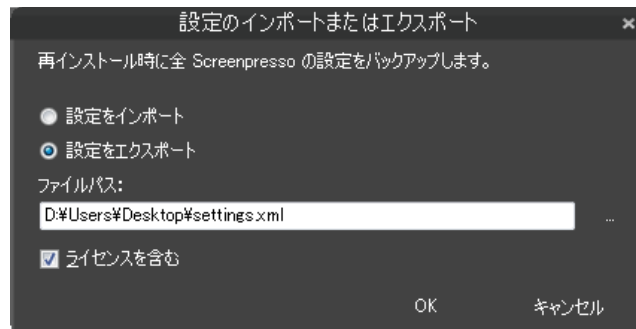 設定のインポートまたはエクスポート ×
再インストール時に全 Screenpresso の設定をバックアップします。
設定をインポート
設定をエクスポート
ファイルパス:
D:¥Users¥Desktop¥settings.xml ...
ライセンスを含む
OK キャンセル